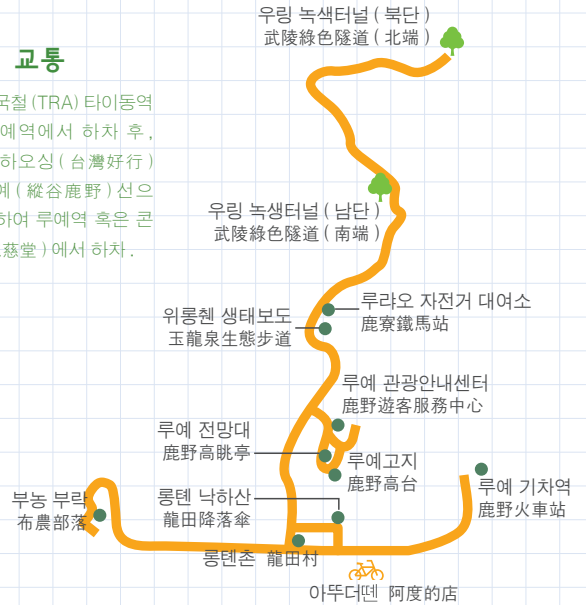 우링 녹색터널 ( 북단 )
武陵綠色隧道 ( 北端 )
교통
국철 (TRA) 타이동역
예역에서 하차 후 ,
하오싱 ( 台灣好行 )
예 ( 縱谷鹿野 ) 선으
하여 루예역 혹은 콘
慈堂 ) 에서 하차 .
우링 녹생터널 ( 남단 )
武陵綠色隧道 ( 南端 )
루랴오 자전거 대여소
鹿寮鐵馬站
위롱췐 생태보도
玉龍泉生態步道
루예 관광안내센터
鹿野遊客服務中心
루예 전망대
鹿野高眺亭
루예고지
鹿野高台
롱톈 낙하산
龍田降落傘
루예 기차역
鹿野火車站
부농 부락
布農部落
롱텐촌 龍田村
아뚜더뎬 阿度的店